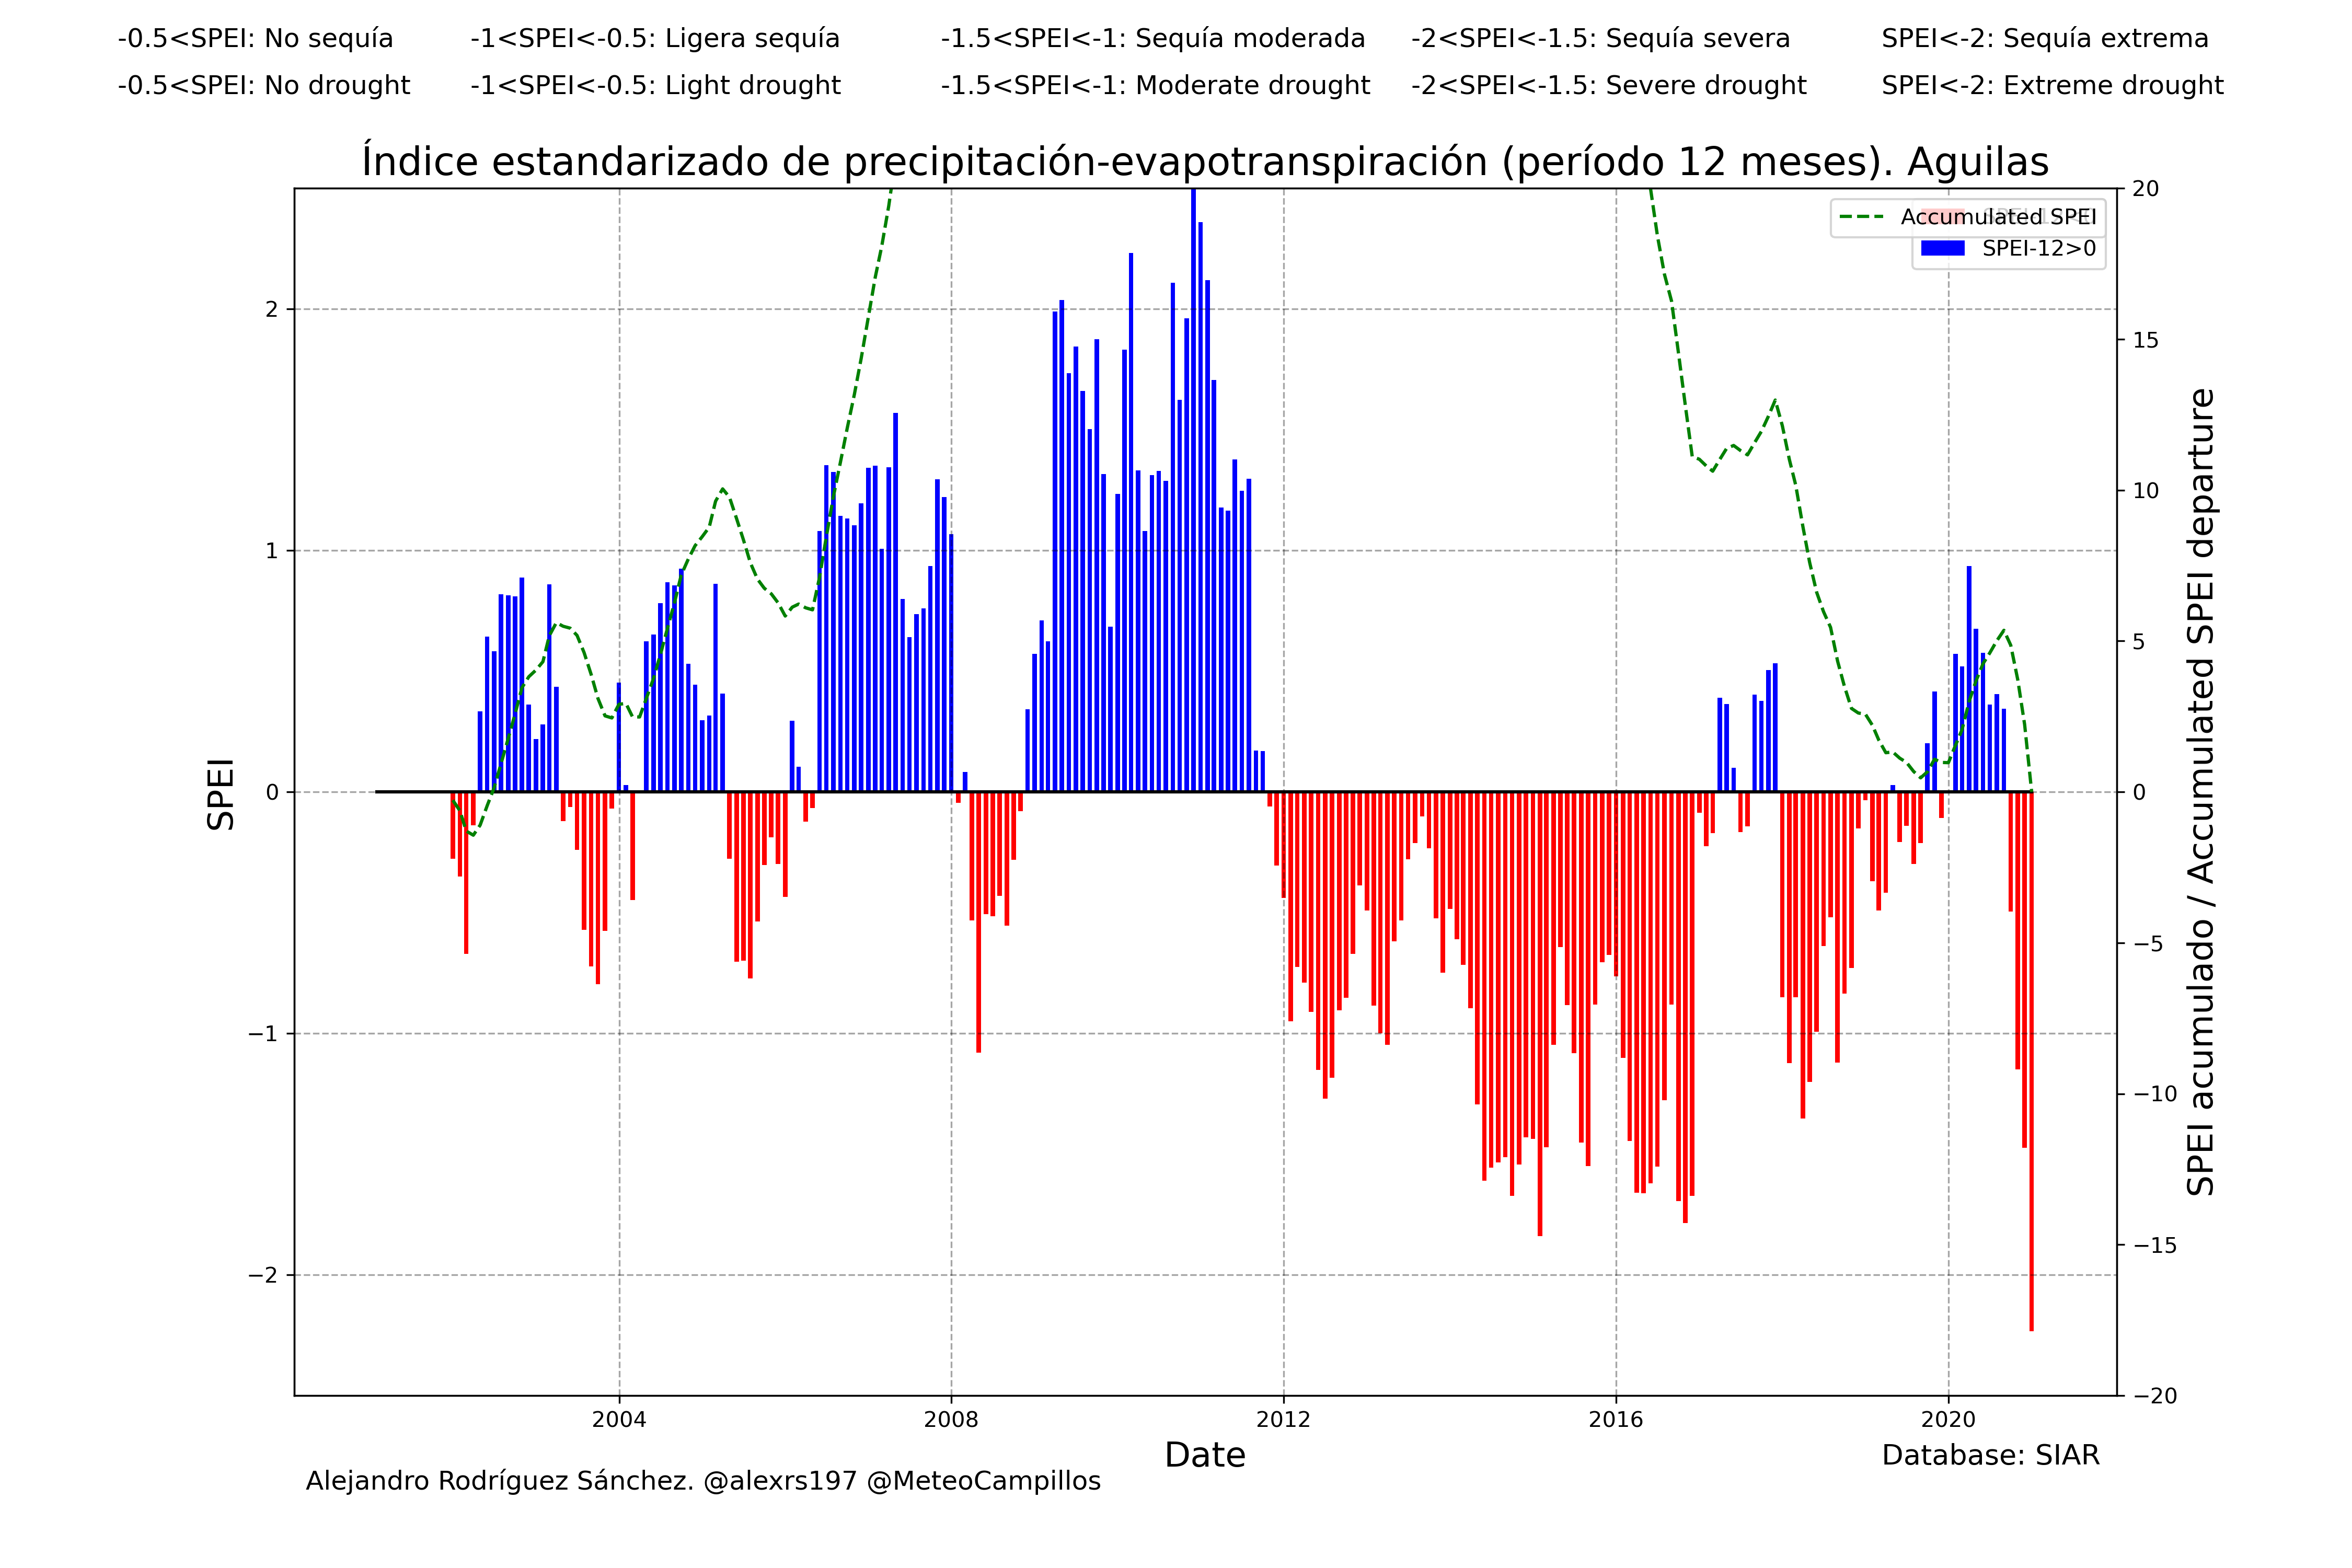 -0.5<SPEI: No sequía -1<SPEI<-0.5: Ligera sequía -1.5<SPEI<-1: Sequía moderada -2<SPEI<-1.5: Sequía severa SPEI<-2: Sequía extrema
-0.5<SPEI: No drought -1<SPEI<-0.5: Light drought -1.5<SPEI<-1: Moderate drought -2<SPEI<-1.5: Severe drought SPEI<-2: Extreme drought
Índice estandarizado de precipitación-evapotranspiración (período 12 meses). Aguilas
Accumulated SPEI
SPEI-12>0
2
1
0
−1
−2
SPEI
20
15
10
5
0
−5
−10
−15
−20
SPEI acumulado / Accumulated SPEI departure
2004 2008 2012 2016 2020
Date
Database: SIAR
Alejandro Rodríguez Sánchez. @alexrs197 @MeteoCampillos